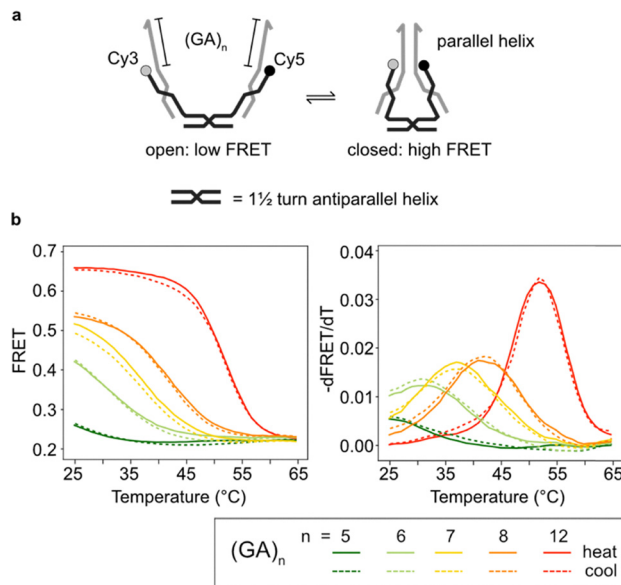 a
(GA)n
Cy3
Cy5
parallel helix
open: low FRET
closed: high FRET
= 1½ turn antiparallel helix
b
0.7
0.6
0.5
0.4
0.3
0.2
FRET
25 35 45 55 65
Temperature (°C)
0.04
0.03
0.02
0.01
0.00
-dFRET/dT
25 35 45 55 65
Temperature (°C)
n = 5 6 7 8 12
(GA)n
heat
cool